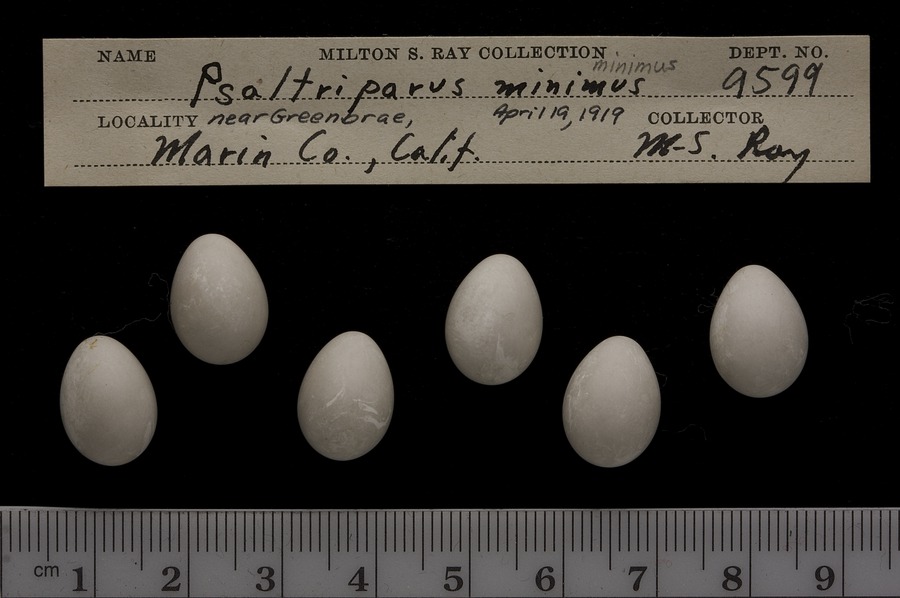 NAME MILTON S. RAY COLLECTION DEPT. NO.
minimus
Psaltriparus minimus 9599
LOCALITY near Greenbrae, April 19, 1919 COLLECTOR
Marin Co., Calif. M-S. Ray
cm 1 2 3 4 5 6 7 8 9